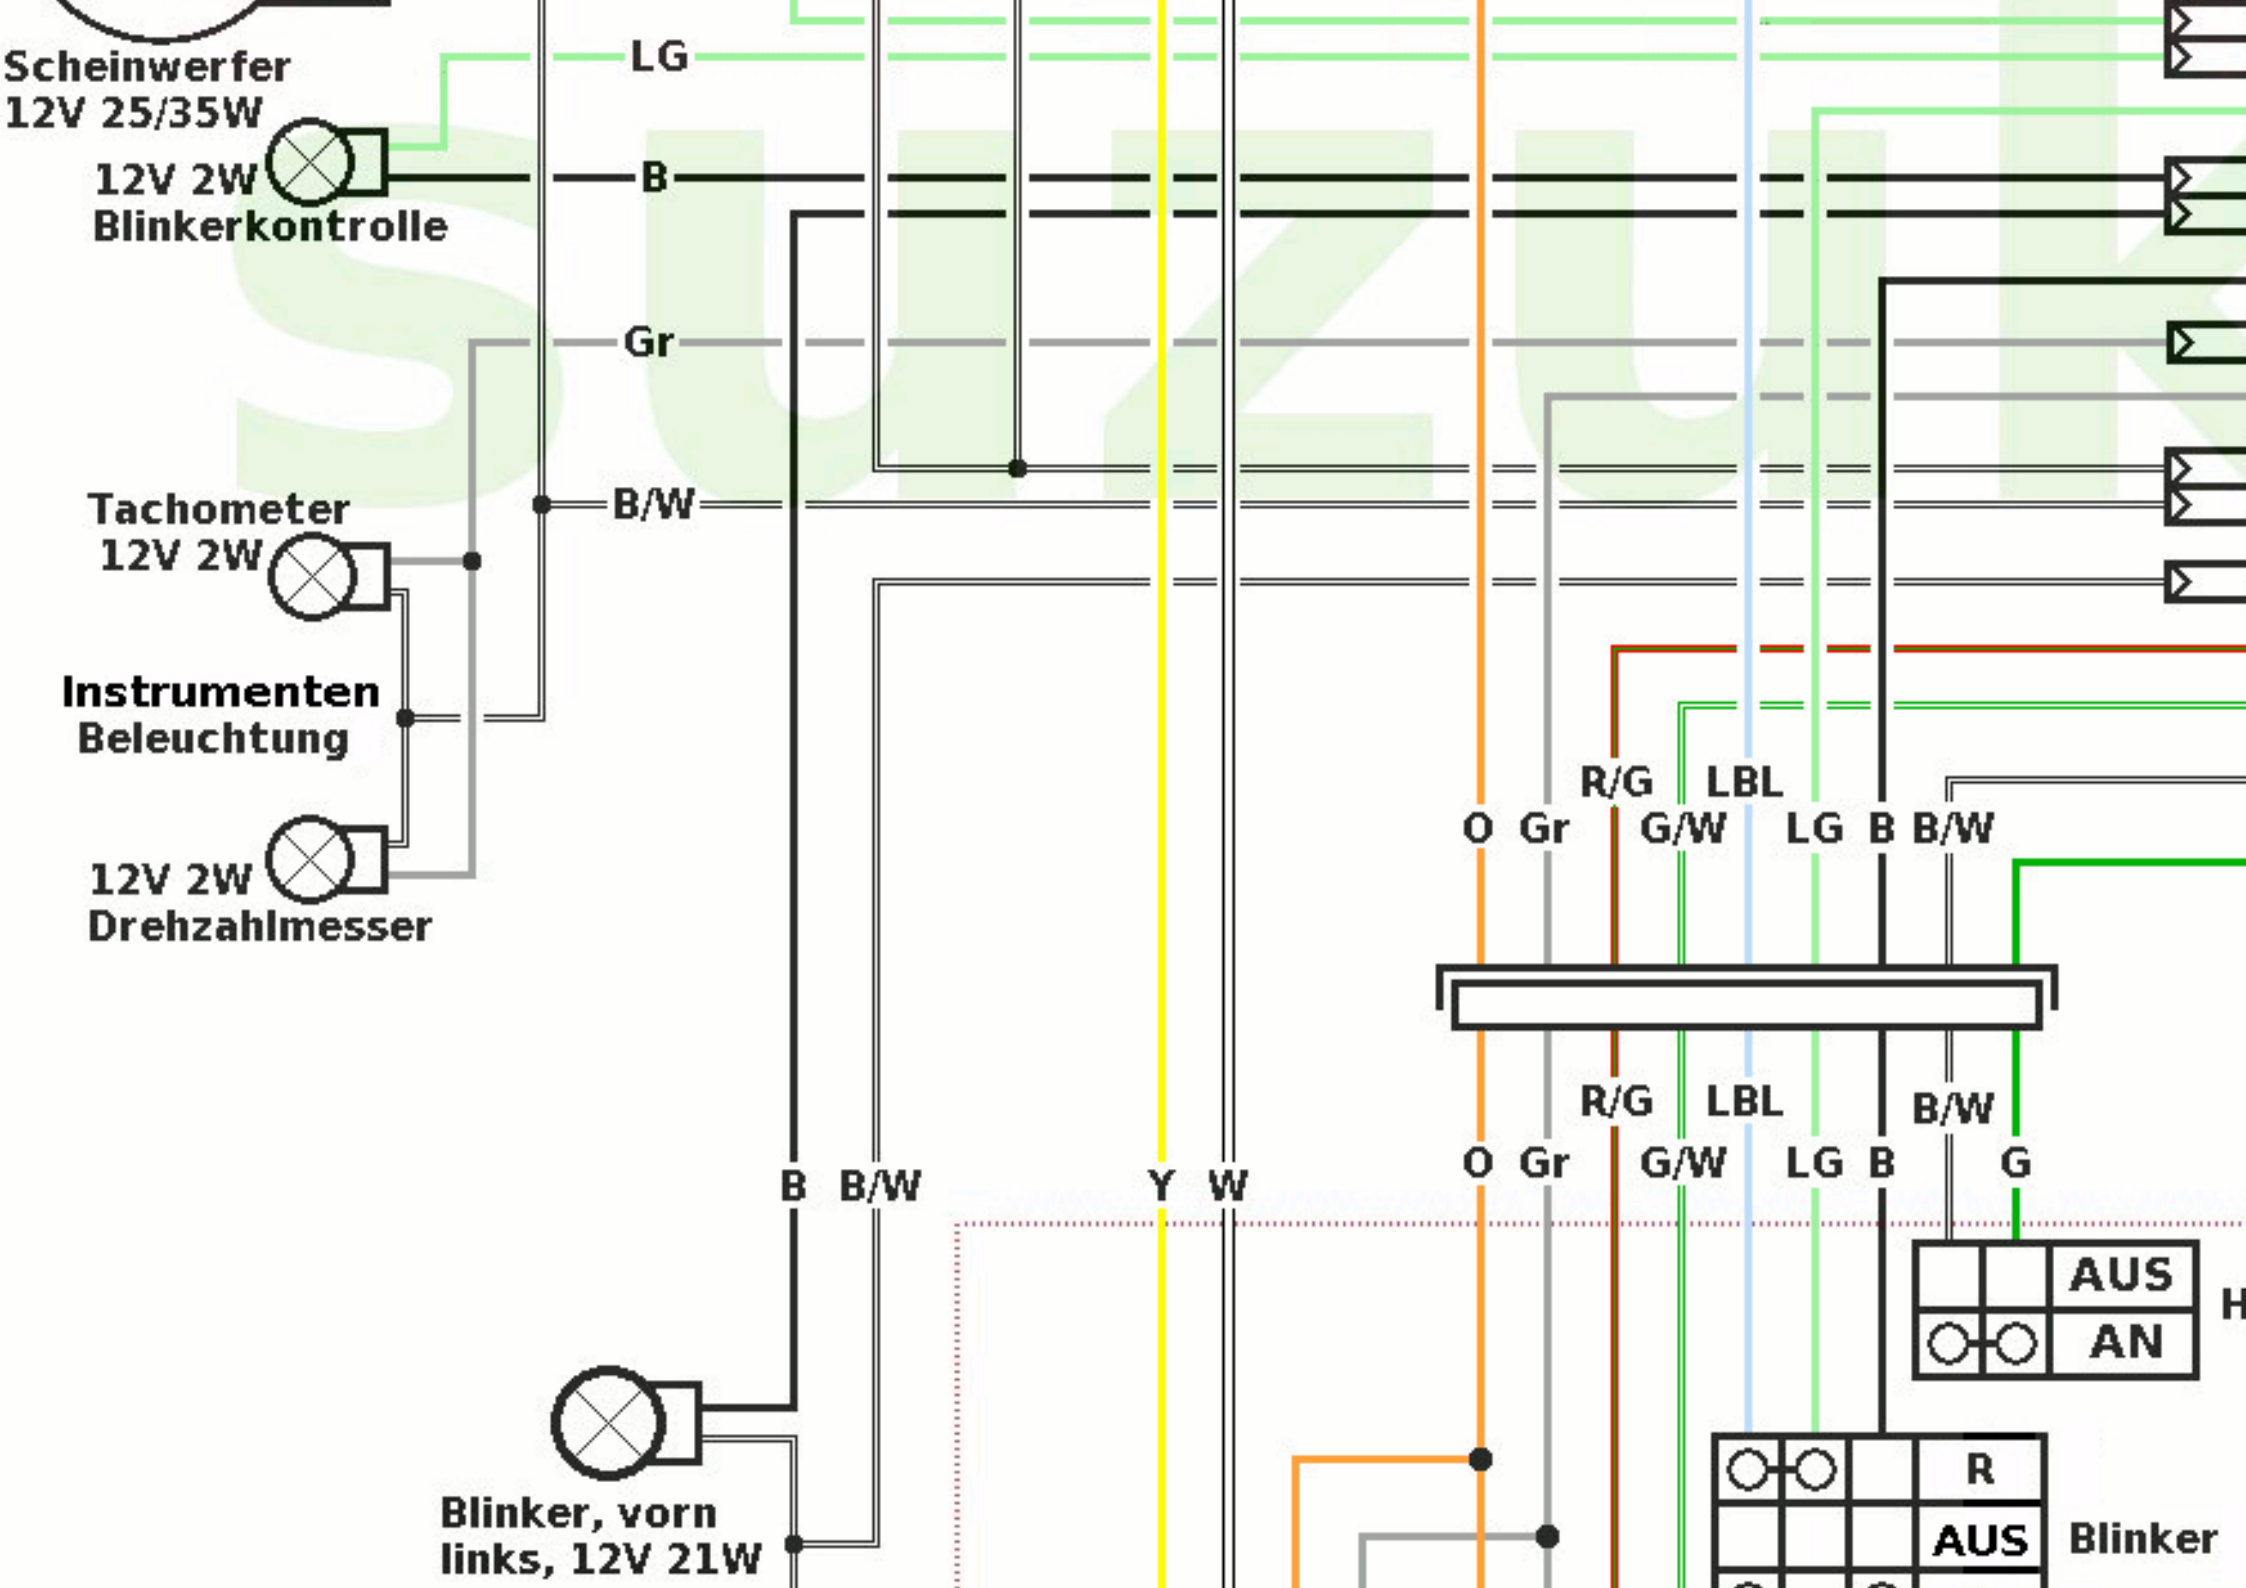 Scheinwerfer
12V 25/35W
LG
12V 2W
Blinkerkontrolle
B
suzuk
Gr
Tachometer
12V 2W
B/W
Instrumenten
Beleuchtung
R/G LBL
O Gr G/W LG B B/W
12V 2W
Drehzahlmesser
R/G LBL B/W
O Gr G/W LG B G
B B/W Y W
AUS
H
AN
R
Blinker, vorn
links, 12V 21W
AUS
Blinker